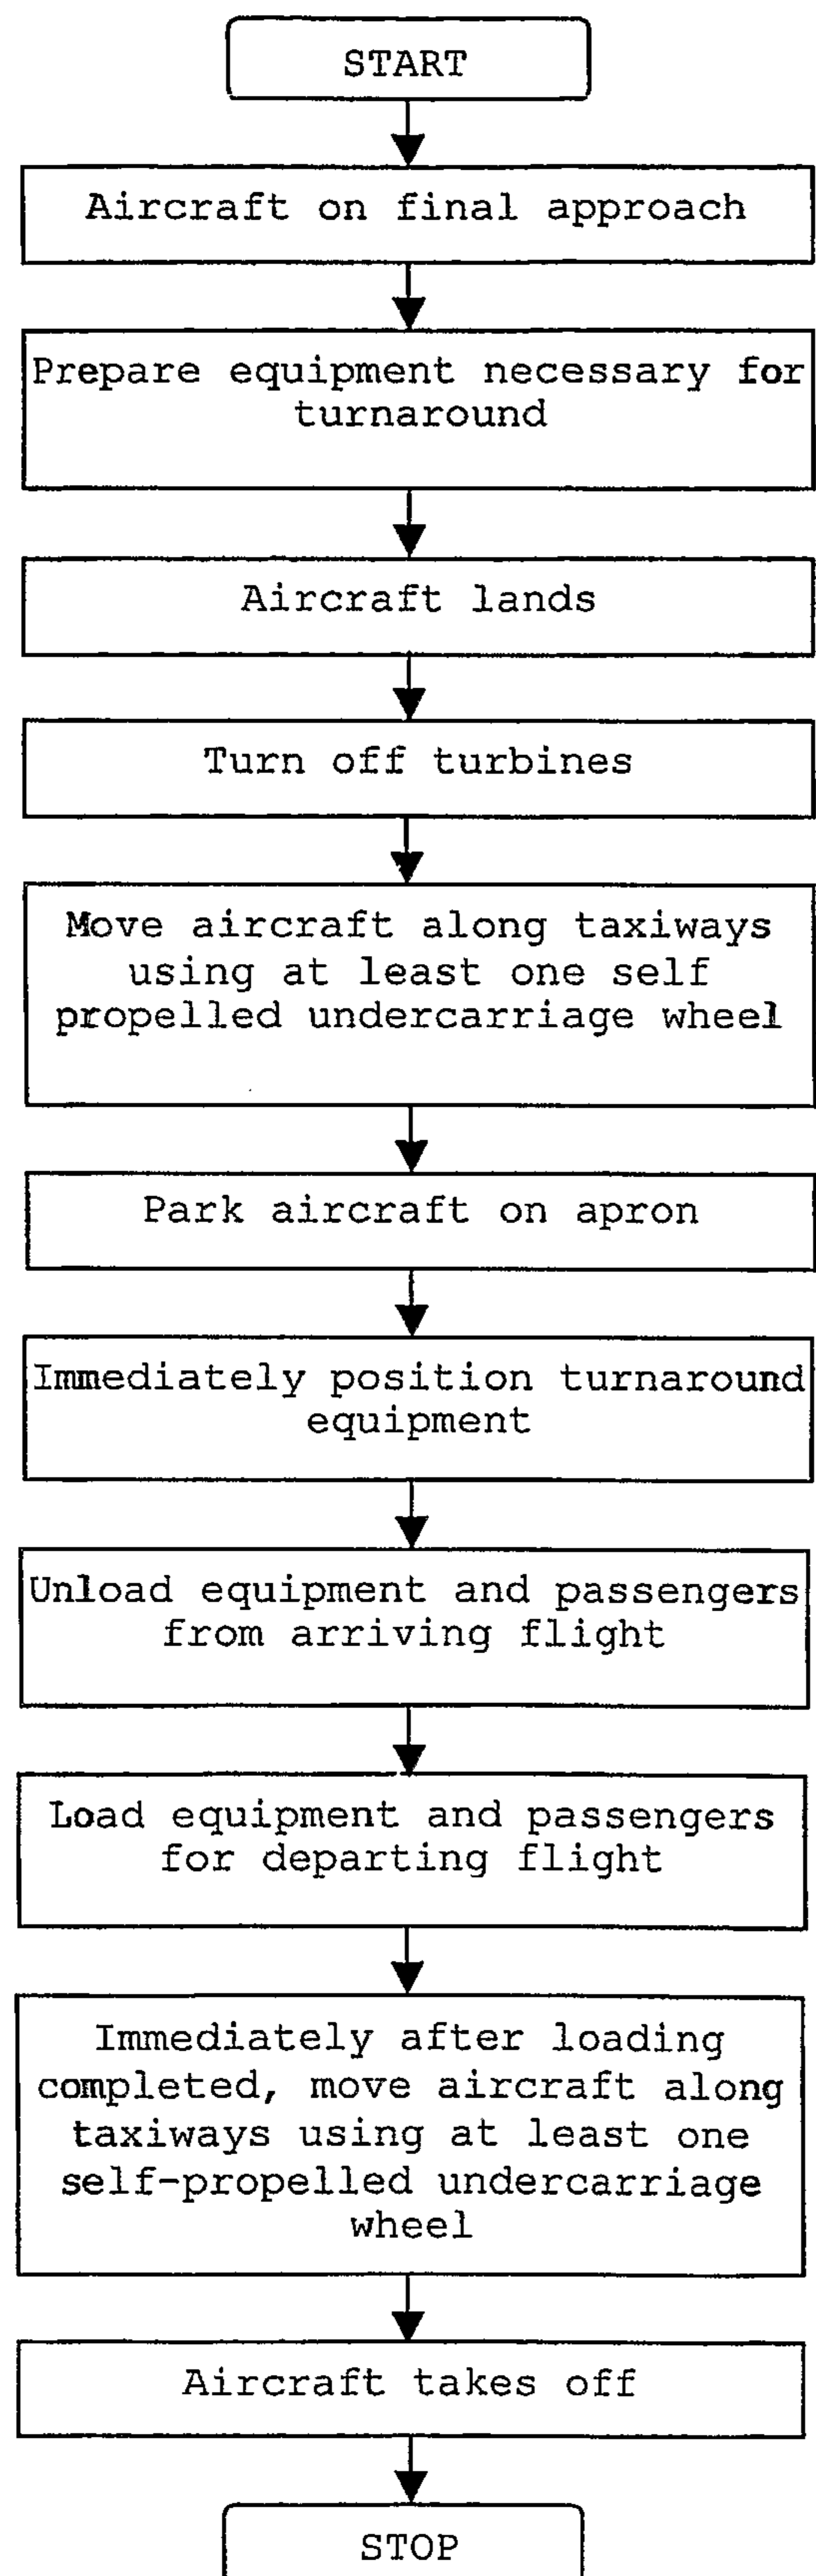 START
Aircraft on final approach
Prepare equipment necessary for
turnaround
Aircraft lands
Turn off turbines
Move aircraft along taxiways
using at least one self
propelled undercarriage wheel
Park aircraft on apron
Immediately position turnaround
equipment
Unload equipment and passengers
from arriving flight
Load equipment and passengers
for departing flight
Immediately after loading
completed, move aircraft along
taxiways using at least one
self-propelled undercarriage
wheel
Aircraft takes off
STOP